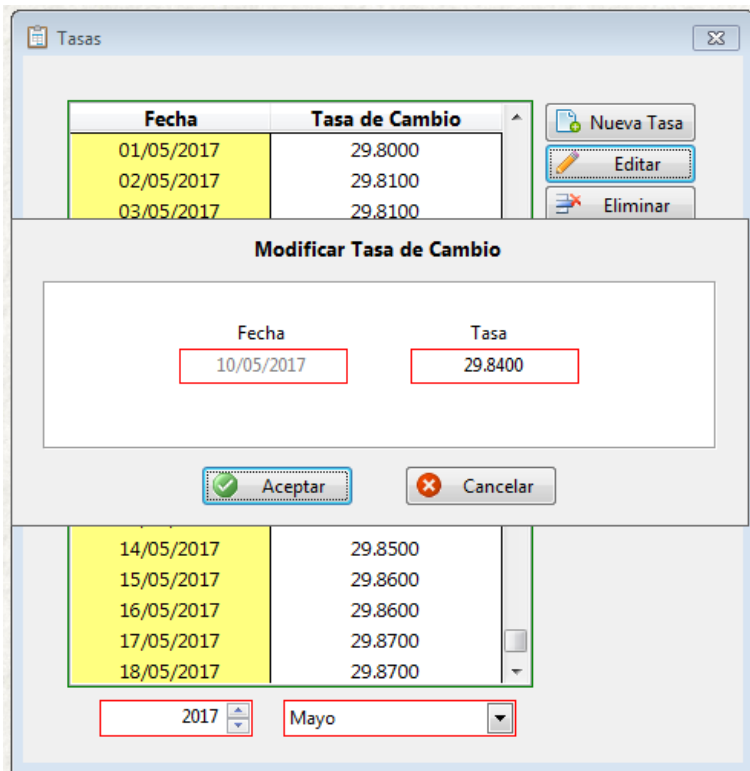 Tasas
Fecha Tasa de Cambio
01/05/2017 29.8000
02/05/2017 29.8100
03/05/2017 29.8100
Nueva Tasa
Editar
Eliminar
Modificar Tasa de Cambio
Fecha Tasa
10/05/2017 29.8400
Aceptar Cancelar
14/05/2017 29.8500
15/05/2017 29.8600
16/05/2017 29.8600
17/05/2017 29.8700
18/05/2017 29.8700
2017 Mayo